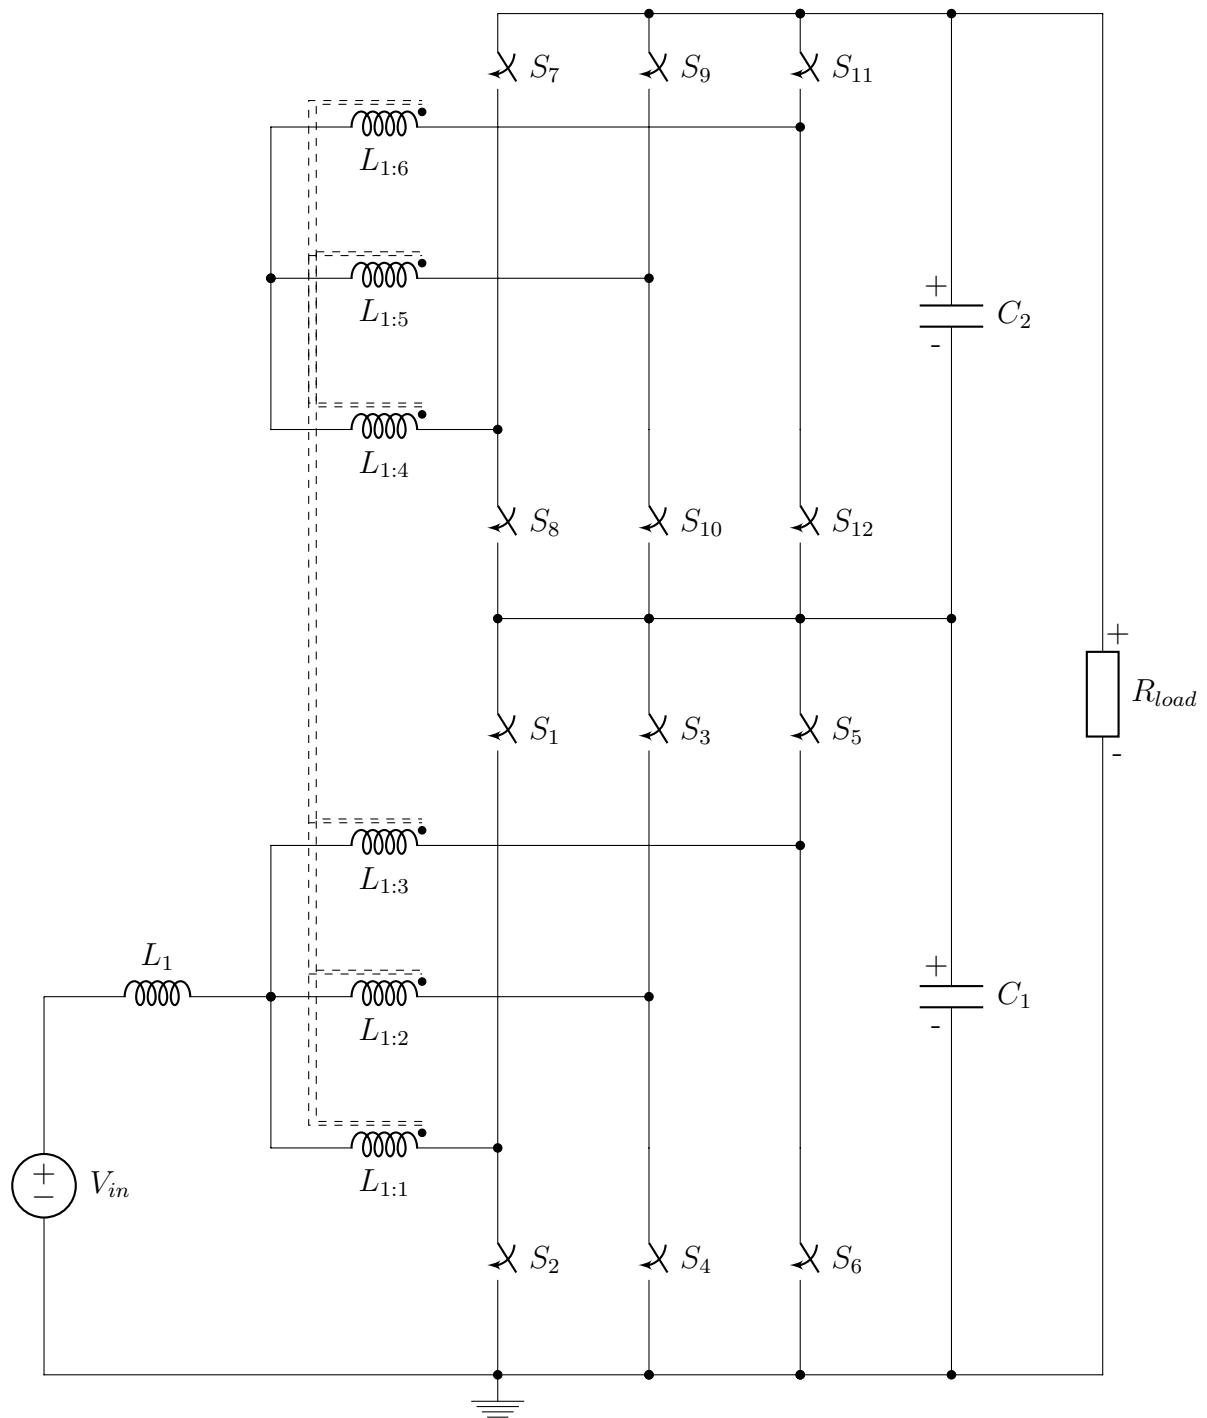 S7 S9 S11
L1:6
L1:5
+
C2
-
L1:4
S8 S10 S12
+
Rload
-
S1 S3 S5
L1:3
L1
+
C1
-
L1:2
+
−
Vin
L1:1
S2 S4 S6